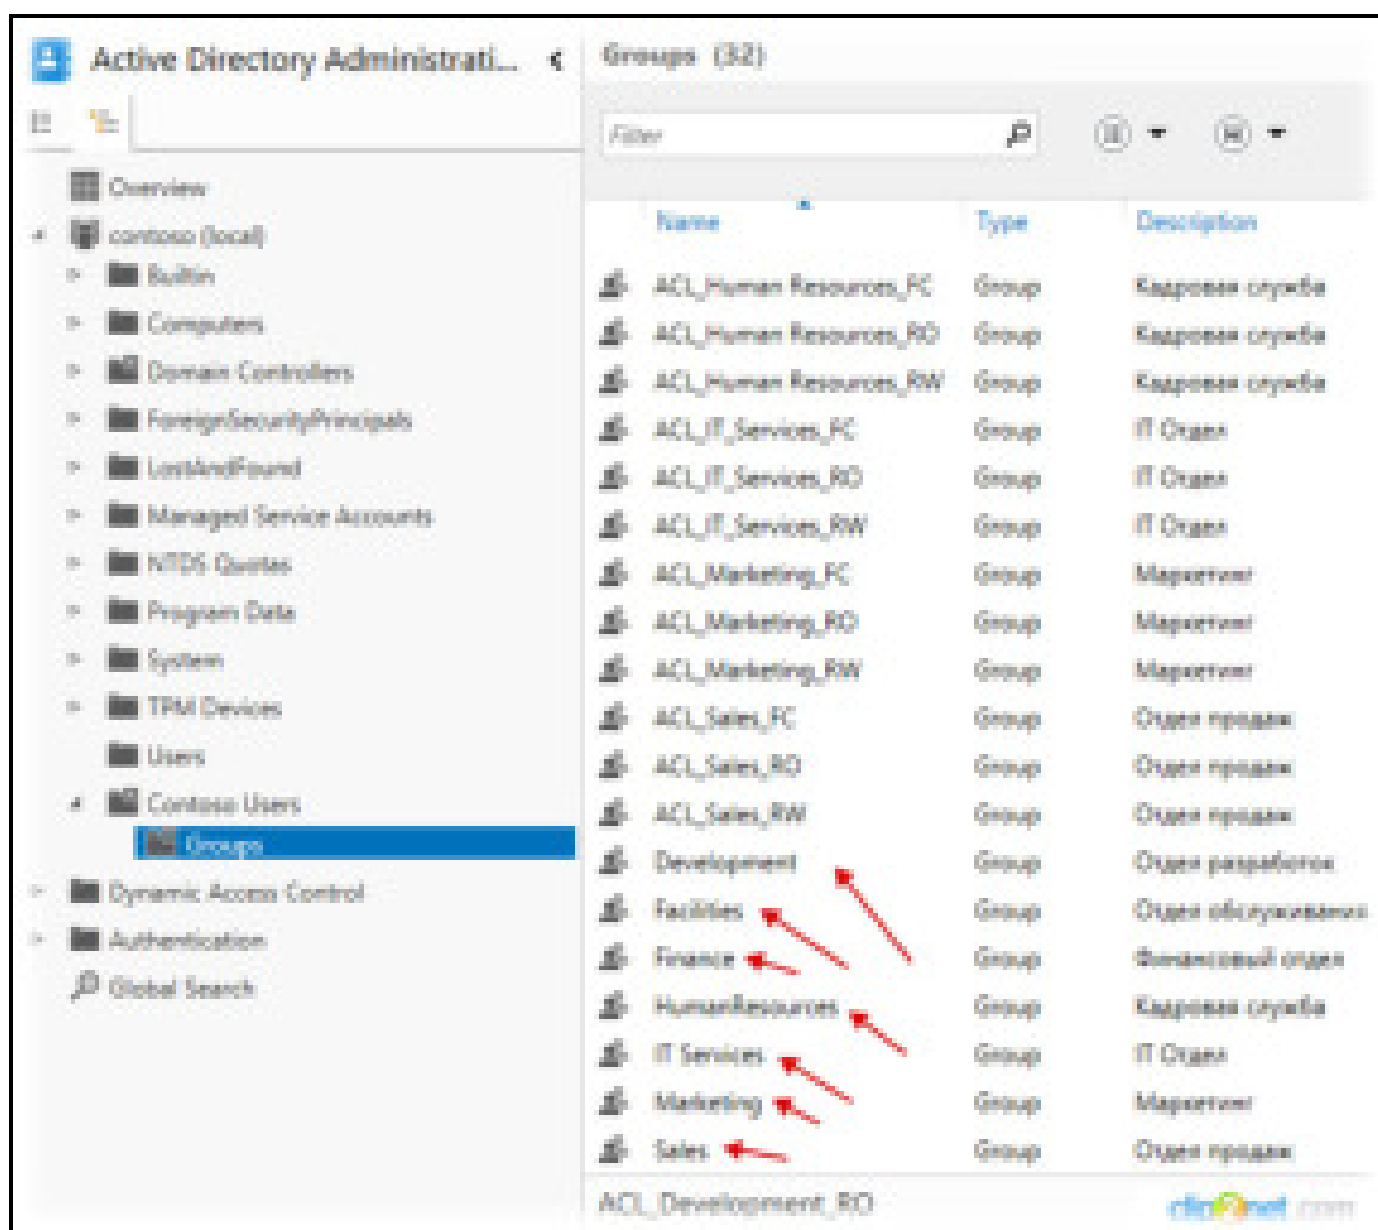 Active Directory Administrati...
Groups (32)
Filter
Overview
contoso (local)
Builtin
Computers
Domain Controllers
ForeignSecurityPrincipals
LostAndFound
Managed Service Accounts
NTDS Quotas
Program Data
System
TPM Devices
Users
Contoso Users
Groups
Dynamic Access Control
Authentication
Global Search
Name Type Description
ACL_Human Resources_FC Group Кадровая служба
ACL_Human Resources_RO Group Кадровая служба
ACL_Human Resources_RW Group Кадровая служба
ACL_IT_Services_FC Group IT Отдел
ACL_IT_Services_RO Group IT Отдел
ACL_IT_Services_RW Group IT Отдел
ACL_Marketing_FC Group Маркетинг
ACL_Marketing_RO Group Маркетинг
ACL_Marketing_RW Group Маркетинг
ACL_Sales_FC Group Отдел продаж
ACL_Sales_RO Group Отдел продаж
ACL_Sales_RW Group Отдел продаж
Development Group Отдел разработок
Facilities Group Отдел обслуживания
Finance Group Финансовый отдел
HumanResources Group Кадровая служба
IT Services Group IT Отдел
Marketing Group Маркетинг
Sales Group Отдел продаж
ACL_Development_RO
clip2net.com